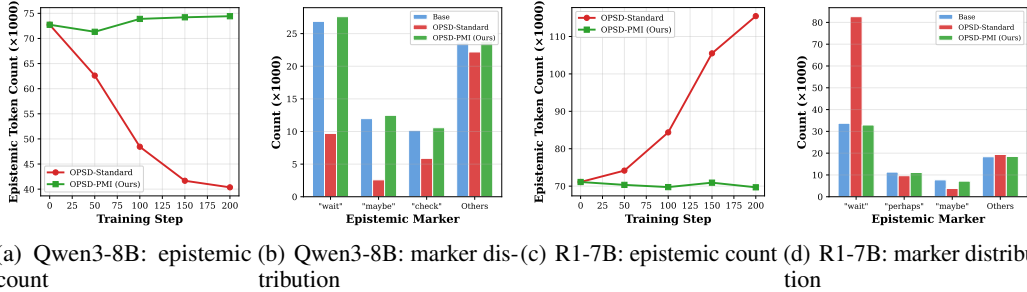 Epistemic Token Count (×1000)
75
70
65
60
55
50
45
40
OPSD-Standard
OPSD-PMI (Ours)
0 25 50 75 100 125 150 175 200
Training Step
Count (×1000)
25
20
15
10
5
0
Base
OPSD-Standard
OPSD-PMI (Ours)
"wait" "maybe" "check" Others
Epistemic Marker
Epistemic Token Count (×1000)
110
100
90
80
70
OPSD-Standard
OPSD-PMI (Ours)
0 25 50 75 100 125 150 175 200
Training Step
Count (×1000)
80
70
60
50
40
30
20
10
0
Base
OPSD-Standard
OPSD-PMI (Ours)
"wait" "perhaps" "maybe" Others
Epistemic Marker
(a) Qwen3-8B: epistemic
count
(b) Qwen3-8B: marker dis-
tribution
(c) R1-7B: epistemic count
(d) R1-7B: marker distribu
tion